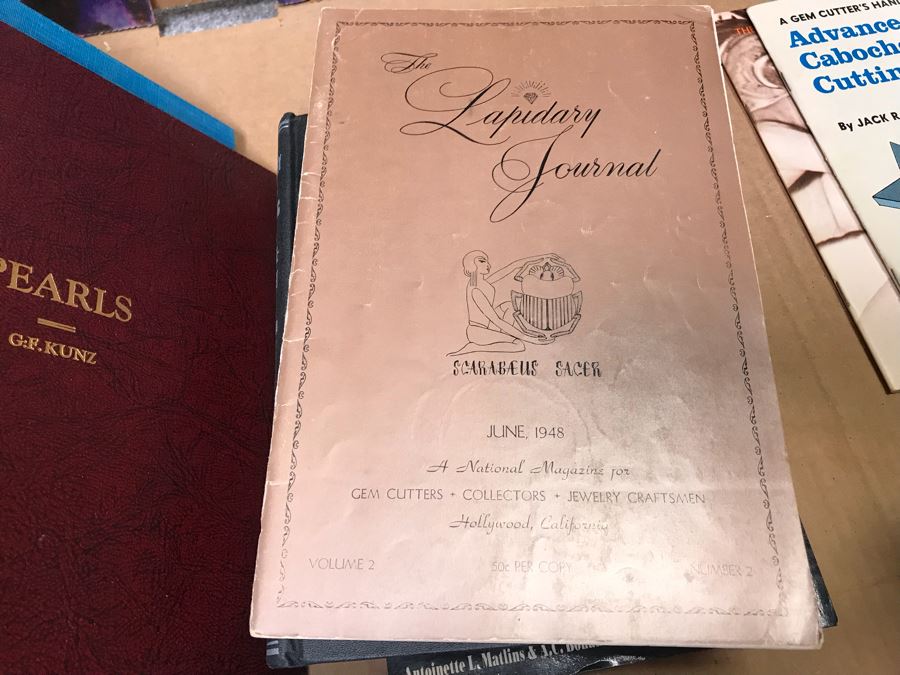 The
Lapidary
Journal
SCARABÆUS SACER
JUNE, 1948
A National Magazine for
GEM CUTTERS + COLLECTORS + JEWELRY CRAFTSMEN
Hollywood, California
VOLUME 2 50c PER COPY NUMBER 2
PEARLS
G.F. KUNZ
A GEM CUTTER'S
Advance
Caboch
Cuttin
By JACK R.
Antoinette L. Matlins & A.C.